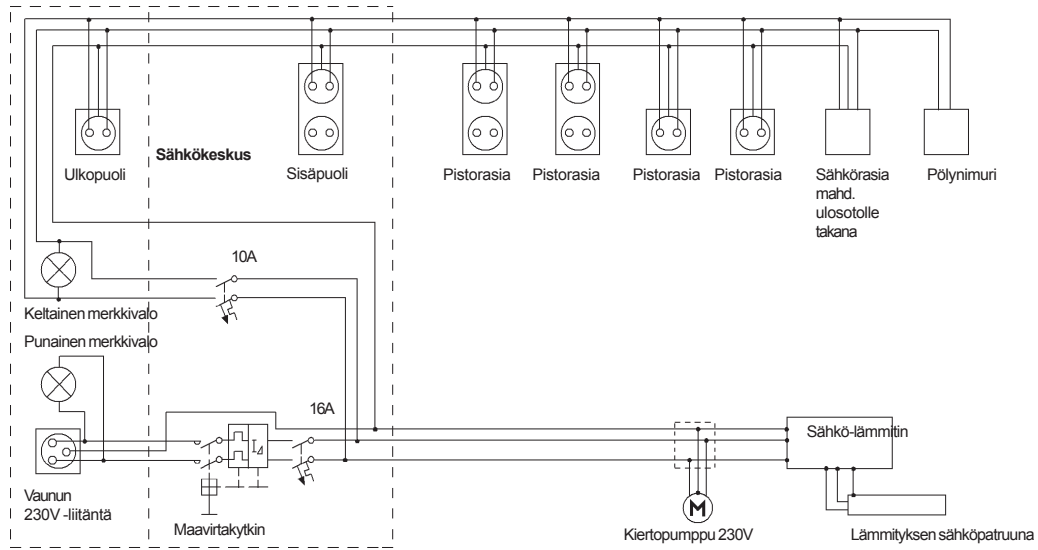 Ulkopuoli
Sähkökeskus
Sisäpuoli
Pistorasia
Pistorasia
Pistorasia
Pistorasia
Sähkörasia
mahd.
ulosotolle
takana
Pölynimuri
10A
Keltainen merkkivalo
Punainen merkkivalo
16A
I⊿
Vaunun
230V -liitäntä
Maavirtakytkin
M
Kiertopumppu 230V
Sähkö-lämmitin
Lämmityksen sähköpatruuna